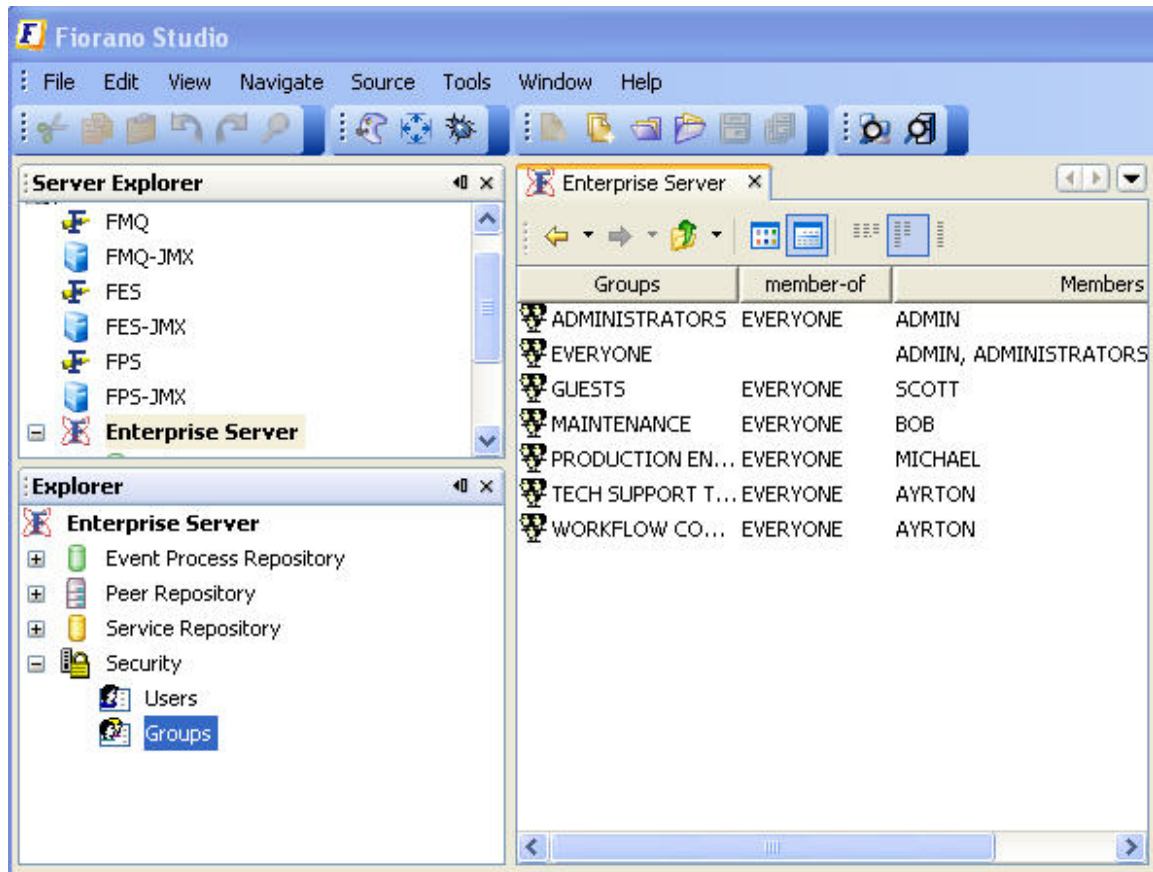 Fiorano Studio
File Edit View Navigate Source Tools Window Help
Server Explorer
FMQ
FMQ-JMX
FES
FES-JMX
FPS
FPS-JMX
Enterprise Server
Explorer
Enterprise Server
Event Process Repository
Peer Repository
Service Repository
Security
Users
Groups
Enterprise Server
Groups member-of Members
ADMINISTRATORS EVERYONE ADMIN
EVERYONE ADMIN, ADMINISTRATORS
GUESTS EVERYONE SCOTT
MAINTENANCE EVERYONE BOB
PRODUCTION EN... EVERYONE MICHAEL
TECH SUPPORT T... EVERYONE AYRTON
WORKFLOW CO... EVERYONE AYRTON